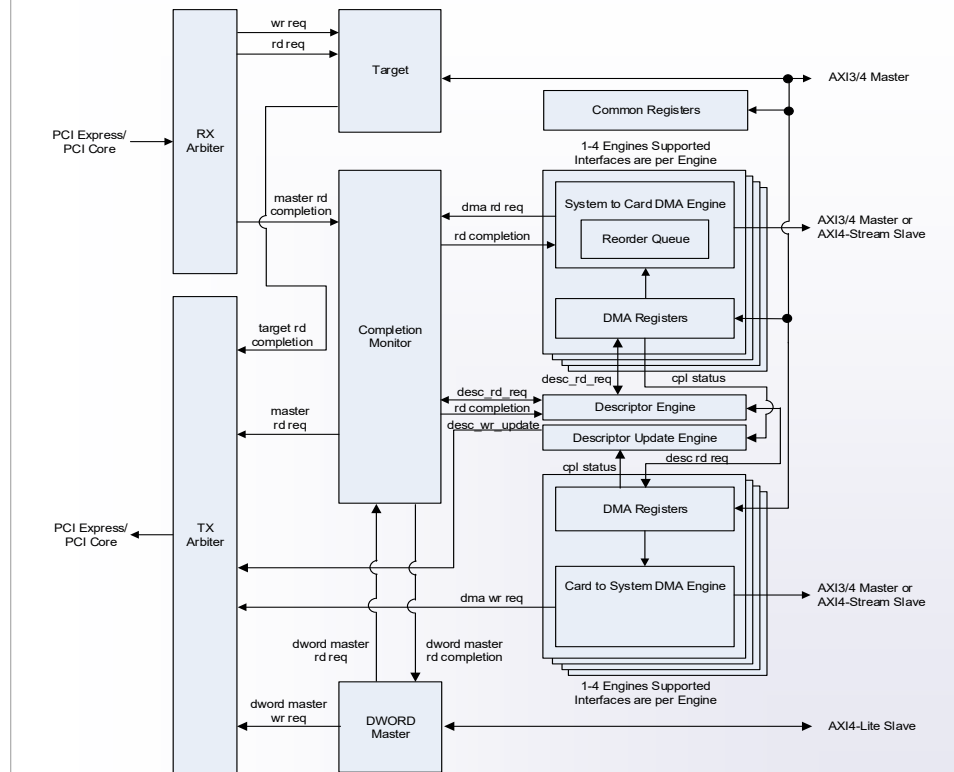 wr req
rd req
Target
AXI3/4 Master
Common Registers
PCI Express/
PCI Core
RX
Arbiter
1-4 Engines Supported
Interfaces are per Engine
master rd
completion
dma rd req
rd completion
System to Card DMA Engine
Reorder Queue
AXI3/4 Master or
AXI4-Stream Slave
DMA Registers
target rd
completion
Completion
Monitor
desc_rd_req
cpl status
desc_rd_req
rd completion
desc_wr_update
Descriptor Engine
Descriptor Update Engine
master
rd req
cpl status
desc rd req
DMA Registers
PCI Express/
PCI Core
TX
Arbiter
dma wr req
Card to System DMA Engine
AXI3/4 Master or
AXI4-Stream Slave
dword master
rd req
dword master
rd completion
1-4 Engines Supported
Interfaces are per Engine
dword master
wr req
DWORD
Master
AXI4-Lite Slave